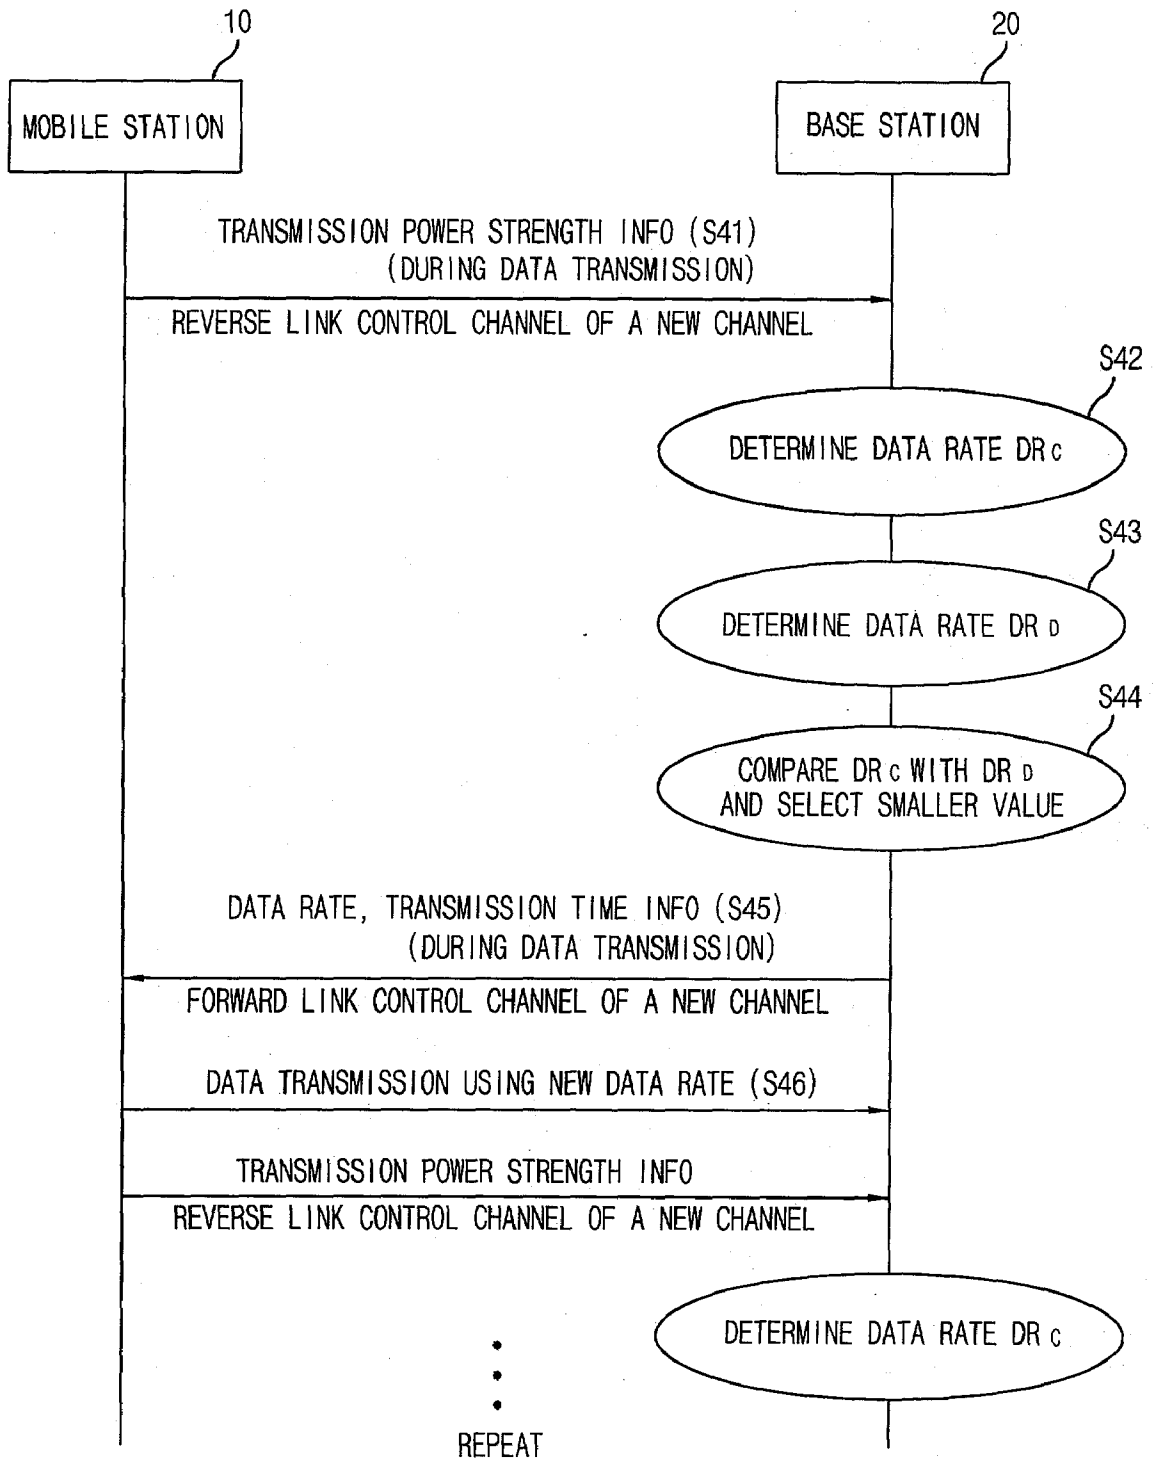 10
20
MOBILE STATION
BASE STATION
TRANSMISSION POWER STRENGTH INFO (S41)
(DURING DATA TRANSMISSION)
REVERSE LINK CONTROL CHANNEL OF A NEW CHANNEL
S42
DETERMINE DATA RATE DRC
S43
DETERMINE DATA RATE DRD
S44
COMPARE DRC WITH DRD
AND SELECT SMALLER VALUE
DATA RATE, TRANSMISSION TIME INFO (S45)
(DURING DATA TRANSMISSION)
FORWARD LINK CONTROL CHANNEL OF A NEW CHANNEL
DATA TRANSMISSION USING NEW DATA RATE (S46)
TRANSMISSION POWER STRENGTH INFO
REVERSE LINK CONTROL CHANNEL OF A NEW CHANNEL
DETERMINE DATA RATE DRC
REPEAT